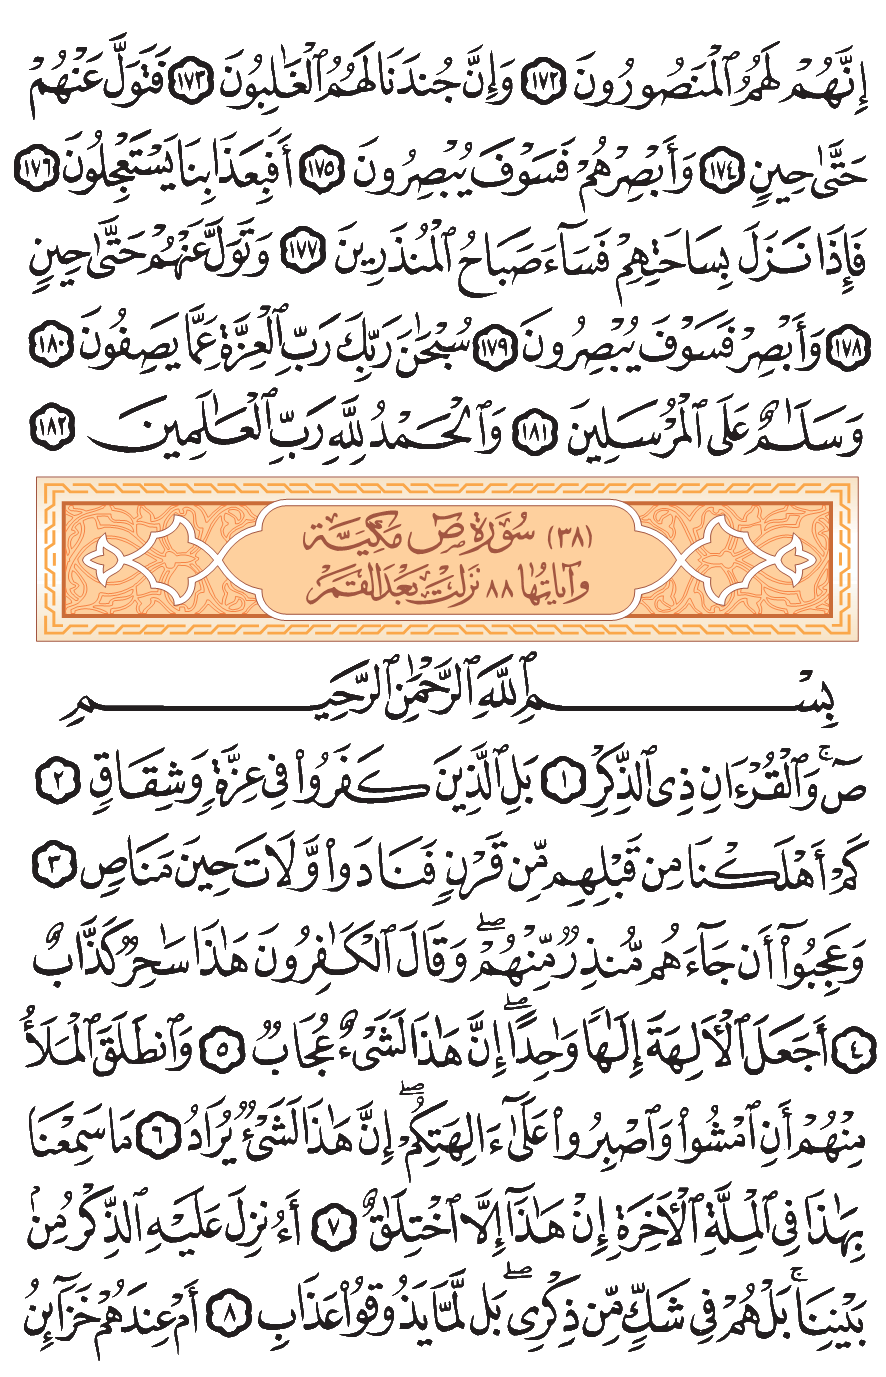 إِنَّهُمْ لَهُمُ ٱلْمَنصُورُونَ ١٧٢ وَإِنَّ جُندَنَا لَهُمُ ٱلْغَٰلِبُونَ ١٧٣ فَتَوَلَّ عَنْهُمْ
حَتَّىٰ حِينٍ ١٧٤ وَأَبْصِرْهُمْ فَسَوْفَ يُبْصِرُونَ ١٧٥ أَفَبِعَذَابِنَا يَسْتَعْجِلُونَ ١٧٦
فَإِذَا نَزَلَ بِسَاحَتِهِمْ فَسَآءَ صَبَاحُ ٱلْمُنذَرِينَ ١٧٧ وَتَوَلَّ عَنْهُمْ حَتَّىٰ حِينٍ
١٧٨ وَأَبْصِرْ فَسَوْفَ يُبْصِرُونَ ١٧٩ سُبْحَٰنَ رَبِّكَ رَبِّ ٱلْعِزَّةِ عَمَّا يَصِفُونَ ١٨٠
وَسَلَٰمٌ عَلَى ٱلْمُرْسَلِينَ ١٨١ وَٱلْحَمْدُ لِلَّهِ رَبِّ ٱلْعَٰلَمِينَ ١٨٢
(٣٨) سُوْرَةُ صٓ مَكِّيَّة
وآيَاتُهَا ٨٨ نَزَلَتْ بَعْدَ القَمَر
بِسْمِ ٱللَّهِ ٱلرَّحْمَٰنِ ٱلرَّحِيمِ
صٓ ۚ وَٱلْقُرْءَانِ ذِى ٱلذِّكْرِ ١ بَلِ ٱلَّذِينَ كَفَرُوا۟ فِى عِزَّةٍ وَشِقَاقٍ ٢
كَمْ أَهْلَكْنَا مِن قَبْلِهِم مِّن قَرْنٍ فَنَادَوا۟ وَّلَاتَ حِينَ مَنَاصٍ ٣
وَعَجِبُوٓا۟ أَن جَآءَهُم مُّنذِرٌ مِّنْهُمْ ۖ وَقَالَ ٱلْكَٰفِرُونَ هَٰذَا سَٰحِرٌ كَذَّابٌ
٤ أَجَعَلَ ٱلْأَلِهَةَ إِلَٰهًا وَٰحِدًا ۖ إِنَّ هَٰذَا لَشَىْءٌ عُجَابٌ ٥ وَٱنطَلَقَ ٱلْمَلَأُ
مِنْهُمْ أَنِ ٱمْشُوا۟ وَٱصْبِرُوا۟ عَلَىٰٓ ءَالِهَتِكُمْ ۖ إِنَّ هَٰذَا لَشَىْءٌ يُرَادُ ٦ مَا سَمِعْنَا
بِهَٰذَا فِى ٱلْمِلَّةِ ٱلْأَخِرَةِ إِنْ هَٰذَآ إِلَّا ٱخْتِلَٰقٌ ٧ أَءُنزِلَ عَلَيْهِ ٱلذِّكْرُ مِنۢ
بَيْنِنَا ۚ بَلْ هُمْ فِى شَكٍّ مِّن ذِكْرِى ۖ بَل لَّمَّا يَذُوقُوا۟ عَذَابِ ٨ أَمْ عِندَهُمْ خَزَآئِنُ